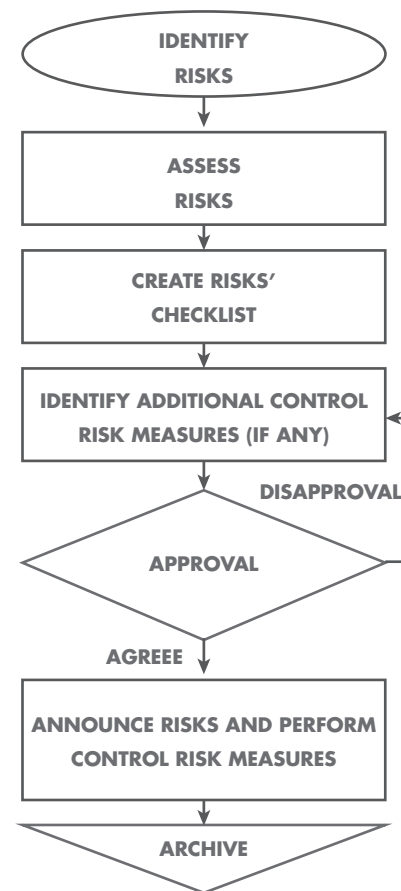 IDENTIFY
RISKS
ASSESS
RISKS
CREATE RISKS’
CHECKLIST
IDENTIFY ADDITIONAL CONTROL
RISK MEASURES (IF ANY)
DISAPPROVAL
APPROVAL
AGREEE
ANNOUNCE RISKS AND PERFORM
CONTROL RISK MEASURES
ARCHIVE